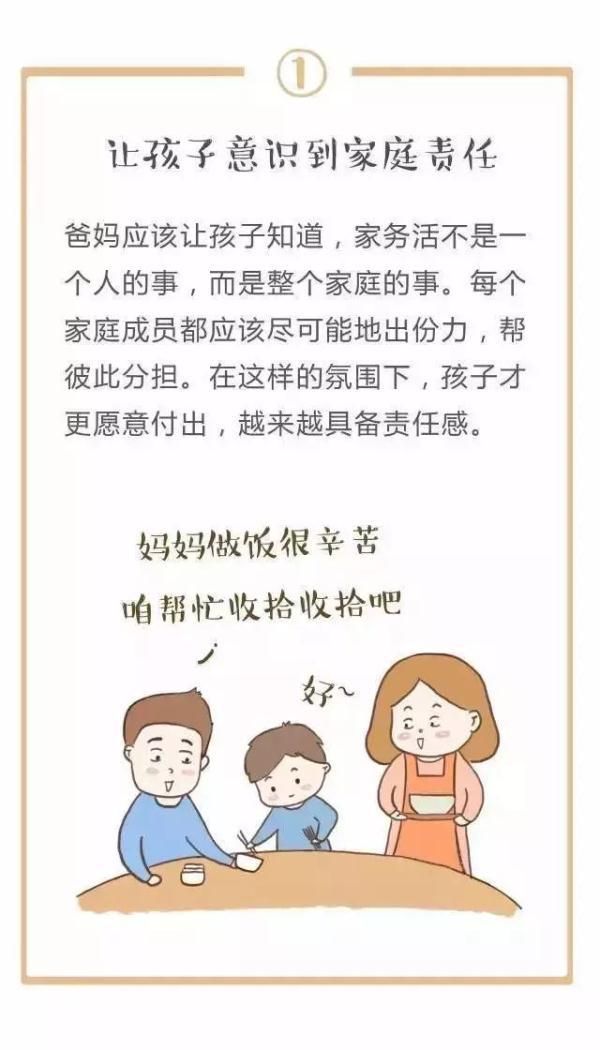 1
让孩子意识到家庭责任
爸妈应该让孩子知道，家务活不是一
个人的事，而是整个家庭的事。每个
家庭成员都应该尽可能地出份力，帮
彼此分担。在这样的氛围下，孩子才
更愿意付出，越来越具备责任感。
妈妈做饭很辛苦
咱帮忙收拾收拾吧
好~